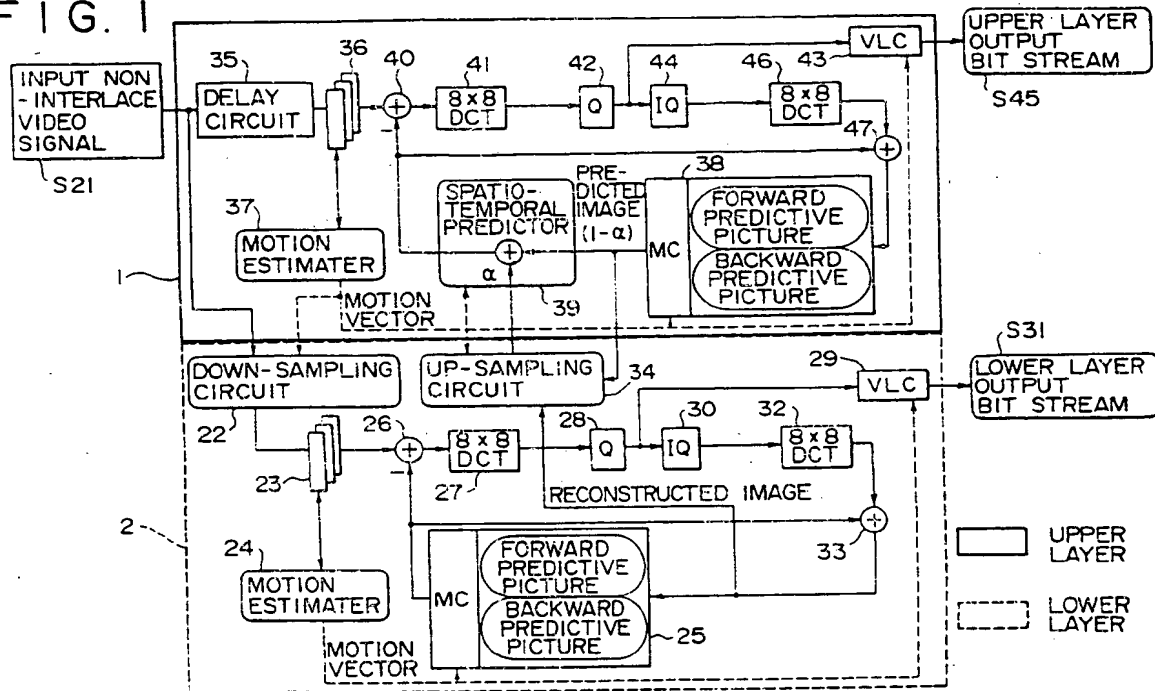 FIG. 1
INPUT NON
-INTERLACE
VIDEO
SIGNAL
S21
35
DELAY
CIRCUIT
36
40
41
8×8
DCT
42
Q
44
IQ
46
8×8
DCT
VLC
43
UPPER LAYER
OUTPUT
BIT STREAM
S45
47
37
MOTION
ESTIMATER
SPATIO-
TEMPORAL
PREDICTOR
α
39
PRE-
DICTED
IMAGE
(1-α)
38
MC
FORWARD
PREDICTIVE
PICTURE
BACKWARD
PREDICTIVE
PICTURE
1
MOTION
VECTOR
DOWN-SAMPLING
CIRCUIT
22
UP-SAMPLING
CIRCUIT
34
29
VLC
S31
LOWER LAYER
OUTPUT
BIT STREAM
23
26
8×8
DCT
27
28
Q
30
IQ
32
8×8
DCT
RECONSTRUCTED IMAGE
33
2
24
MOTION
ESTIMATER
MC
FORWARD
PREDICTIVE
PICTURE
BACKWARD
PREDICTIVE
PICTURE
25
MOTION
VECTOR
UPPER
LAYER
LOWER
LAYER